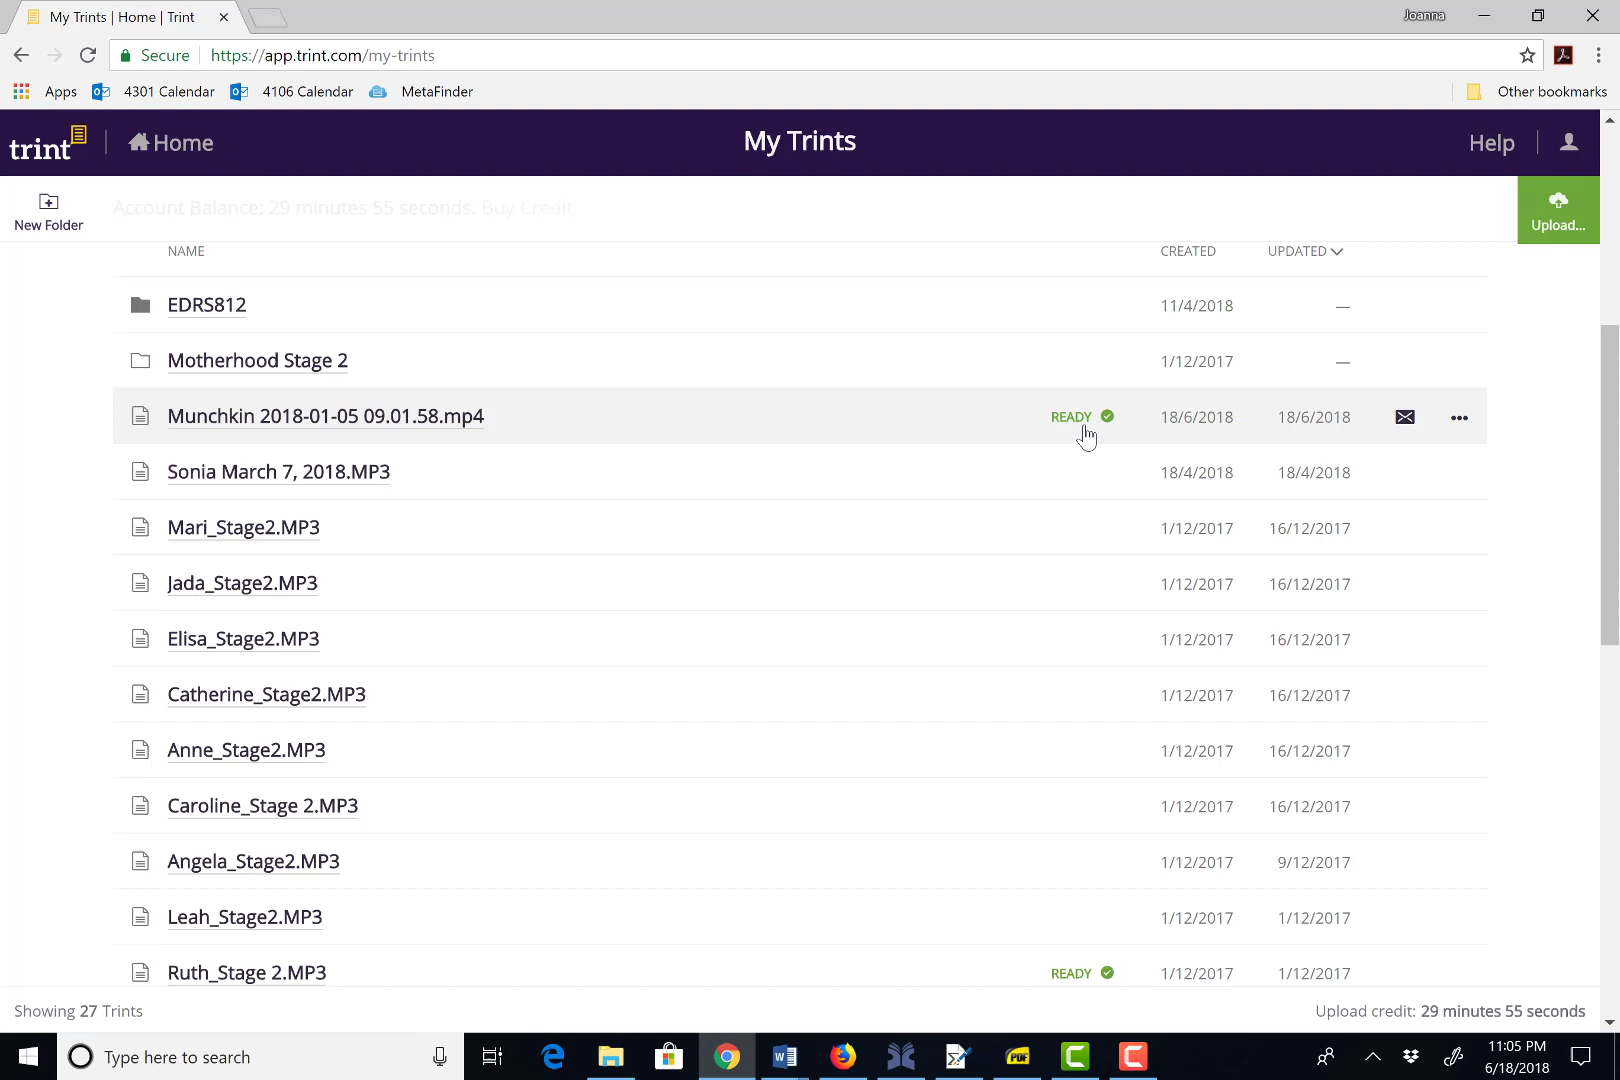 My Trints | Home | Trint
Joanna
Secure https://app.trint.com/my-trints
Apps 4301 Calendar 4106 Calendar MetaFinder Other bookmarks
trint Home My Trints Help
New Folder Account Balance: 29 minutes 55 seconds. Buy Credit Upload...
NAME CREATED UPDATED
EDRS812 11/4/2018 —
Motherhood Stage 2 1/12/2017 —
Munchkin 2018-01-05 09.01.58.mp4 READY 18/6/2018 18/6/2018
Sonia March 7, 2018.MP3 18/4/2018 18/4/2018
Mari_Stage2.MP3 1/12/2017 16/12/2017
Jada_Stage2.MP3 1/12/2017 16/12/2017
Elisa_Stage2.MP3 1/12/2017 16/12/2017
Catherine_Stage2.MP3 1/12/2017 16/12/2017
Anne_Stage2.MP3 1/12/2017 16/12/2017
Caroline_Stage 2.MP3 1/12/2017 16/12/2017
Angela_Stage2.MP3 1/12/2017 9/12/2017
Leah_Stage2.MP3 1/12/2017 1/12/2017
Ruth_Stage 2.MP3 READY 1/12/2017 1/12/2017
Showing 27 Trints Upload credit: 29 minutes 55 seconds
Type here to search PDF 11:05 PM
6/18/2018